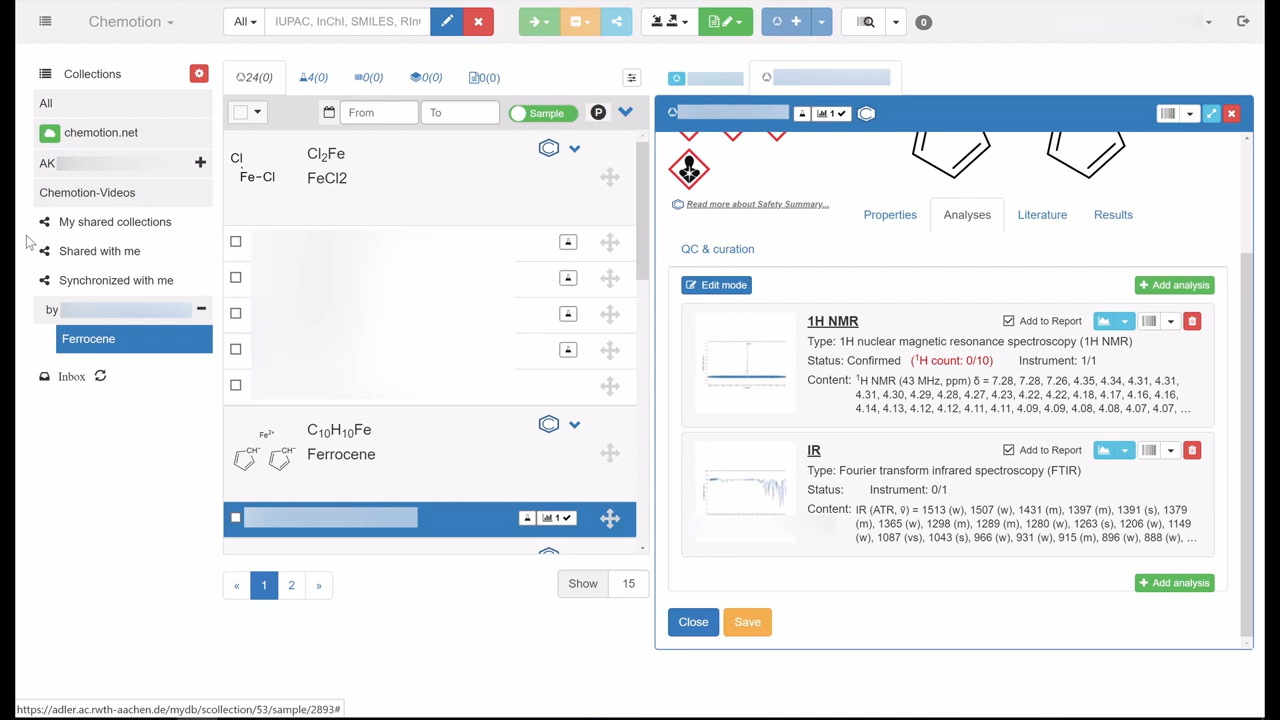 Chemotion
All
IUPAC, InChI, SMILES, RInC
0
Collections
All
chemotion.net
AK
Chemotion-Videos
My shared collections
Shared with me
Synchronized with me
by
Ferrocene
Inbox
24(0)
4(0)
0(0)
0(0)
0(0)
From
To
Sample
P
Cl
Fe-Cl
Cl₂Fe
FeCl2
Fe²⁺
CH⁻
CH⁻
C₁₀H₁₀Fe
Ferrocene
1
«
1
2
»
Show
15
1
Read more about Safety Summary...
Properties
Analyses
Literature
Results
QC & curation
Edit mode
Add analysis
1H NMR
Add to Report
Type: 1H nuclear magnetic resonance spectroscopy (1H NMR)
Status: Confirmed (¹H count: 0/10) Instrument: 1/1
Content: ¹H NMR (43 MHz, ppm) δ = 7.28, 7.28, 7.26, 4.35, 4.34, 4.31, 4.31,
4.31, 4.30, 4.29, 4.28, 4.27, 4.23, 4.22, 4.22, 4.18, 4.17, 4.16, 4.16,
4.14, 4.13, 4.12, 4.12, 4.11, 4.11, 4.09, 4.09, 4.08, 4.08, 4.07, 4.07, ...
IR
Add to Report
Type: Fourier transform infrared spectroscopy (FTIR)
Status: Instrument: 0/1
Content: IR (ATR, ṽ) = 1513 (w), 1507 (w), 1431 (m), 1397 (m), 1391 (s), 1379
(m), 1365 (w), 1298 (m), 1289 (m), 1280 (w), 1263 (s), 1206 (w), 1149
(w), 1087 (vs), 1043 (s), 966 (w), 931 (w), 915 (m), 896 (w), 888 (w), ...
Add analysis
Close
Save
https://adler.ac.rwth-aachen.de/mydb/scollection/53/sample/2893#